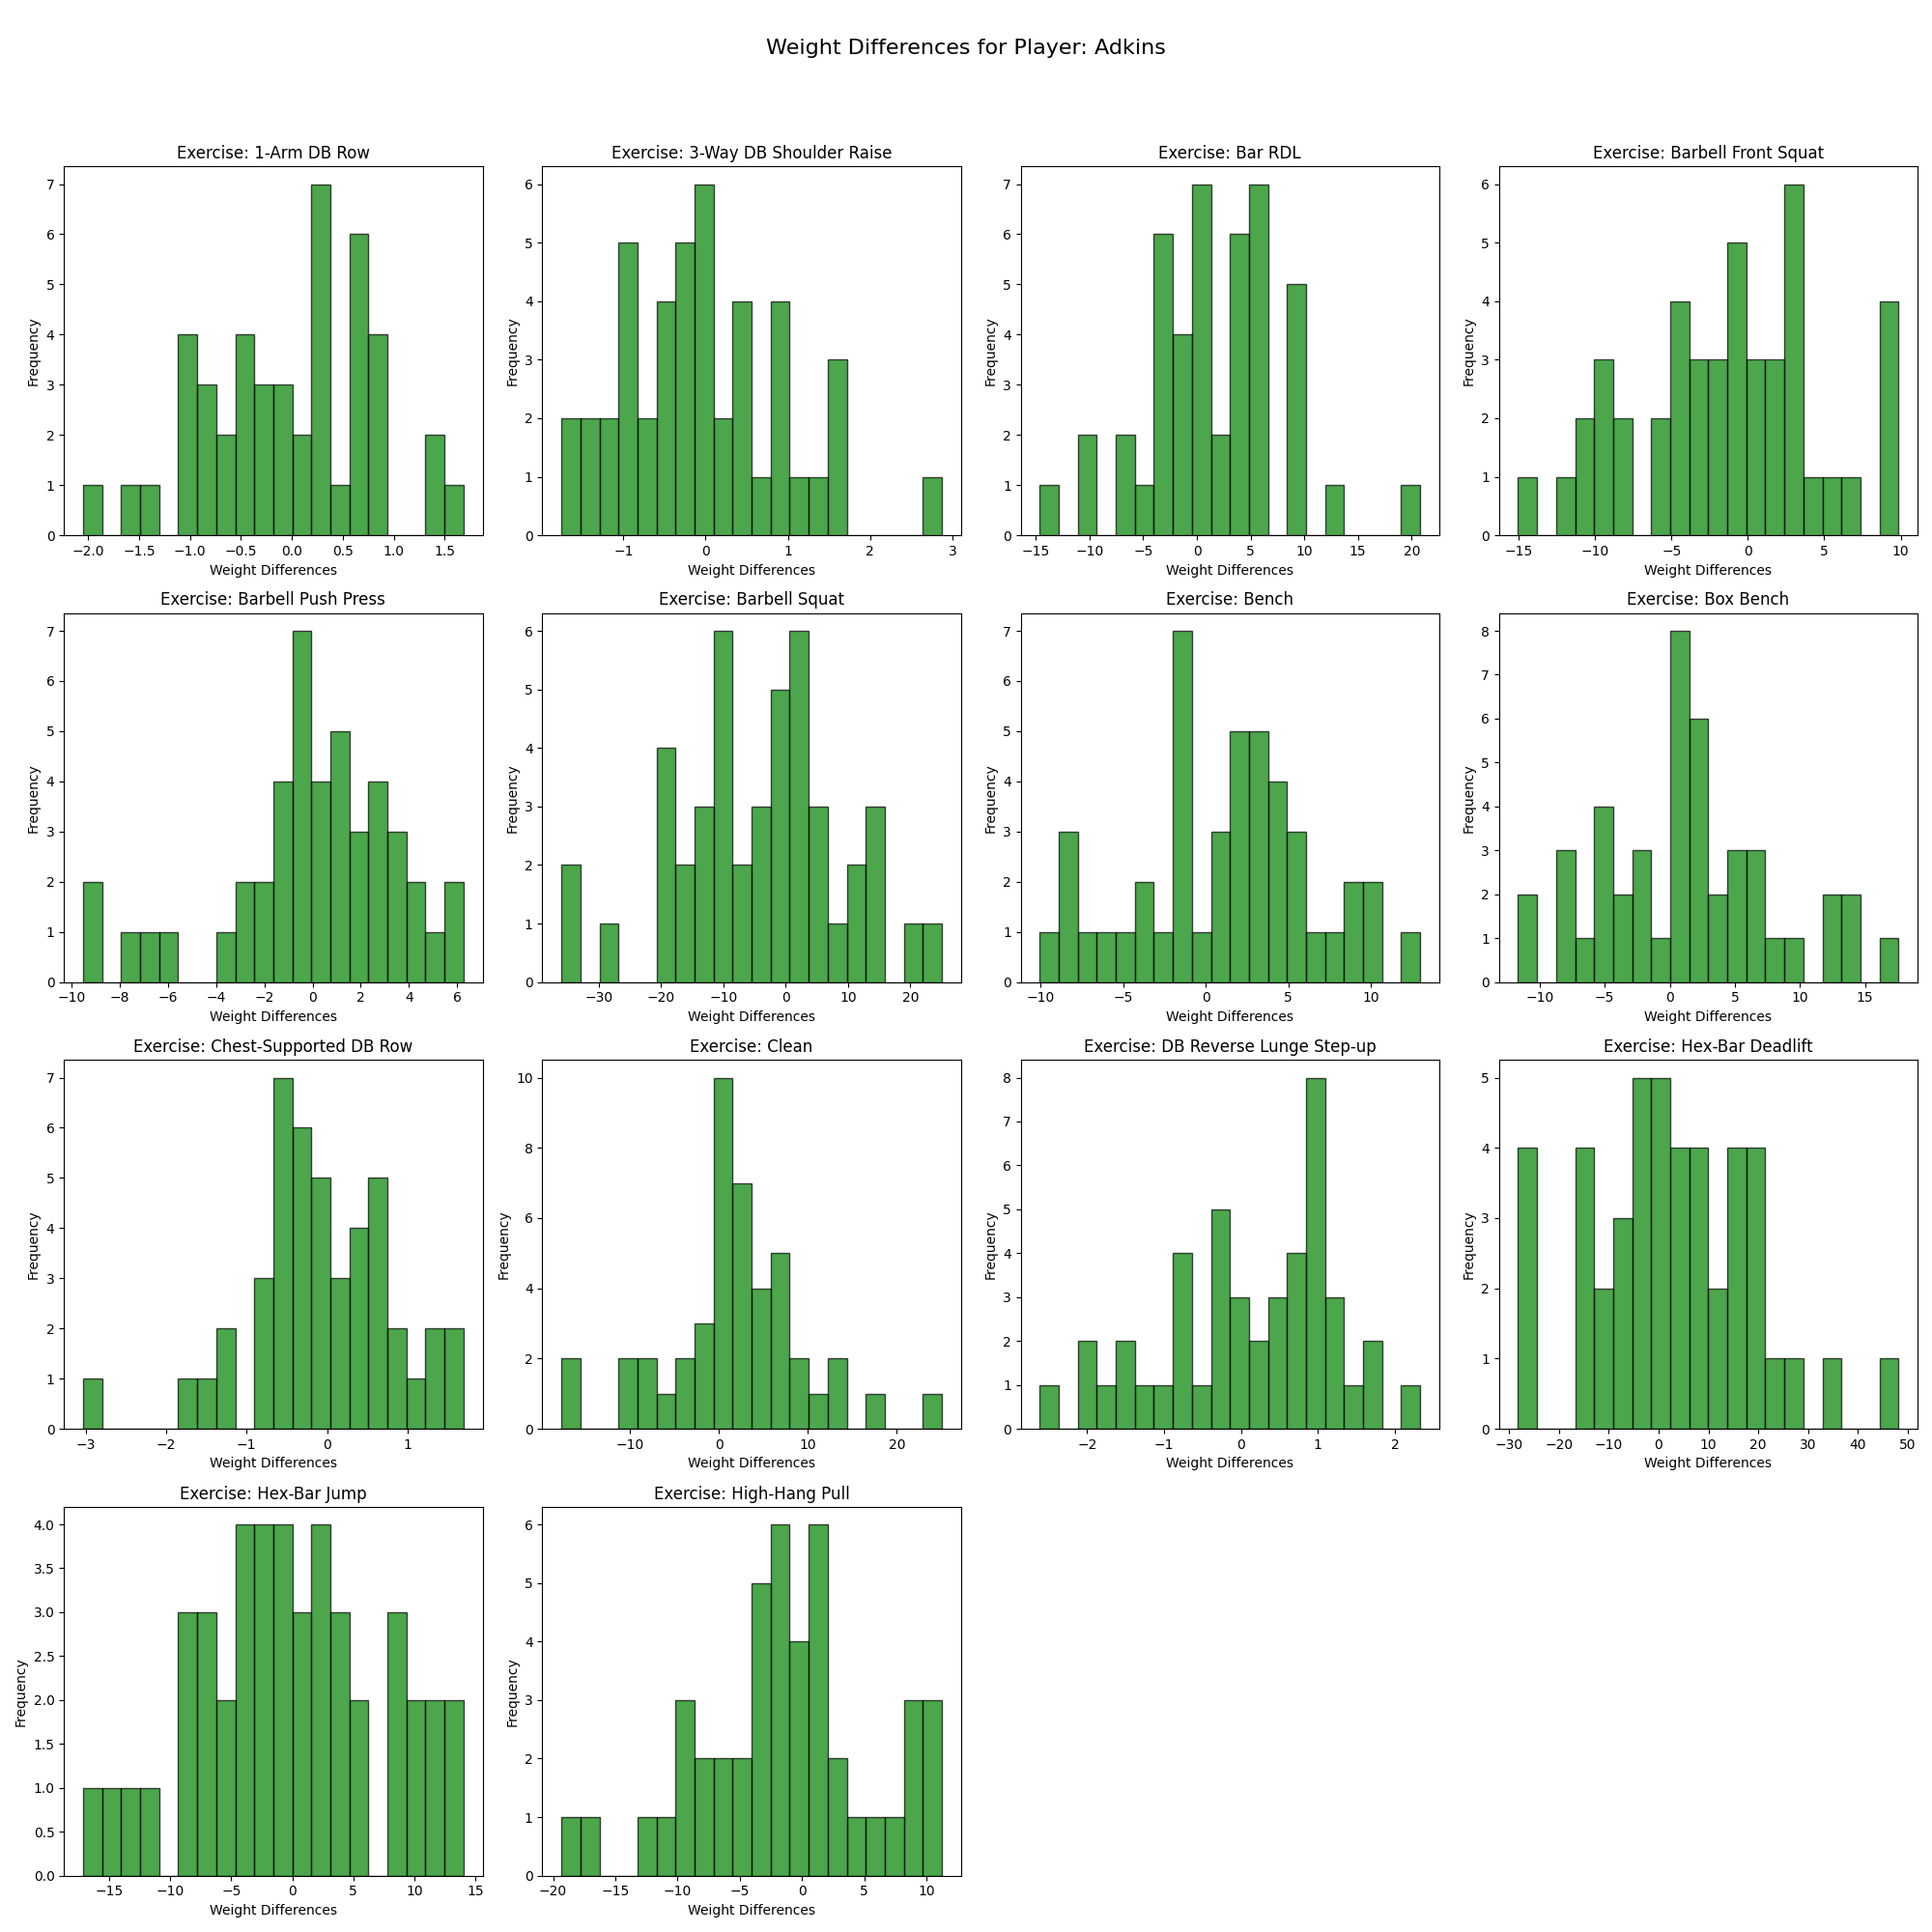 Weight Differences for Player: Adkins
Exercise: 1-Arm DB Row
Frequency
7
6
5
4
3
2
1
0
−2.0 −1.5 −1.0 −0.5 0.0 0.5 1.0 1.5
Weight Differences
Exercise: 3-Way DB Shoulder Raise
Frequency
6
5
4
3
2
1
0
−1 0 1 2 3
Weight Differences
Exercise: Bar RDL
Frequency
7
6
5
4
3
2
1
0
−15 −10 −5 0 5 10 15 20
Weight Differences
Exercise: Barbell Front Squat
Frequency
6
5
4
3
2
1
0
−15 −10 −5 0 5 10
Weight Differences
Exercise: Barbell Push Press
Frequency
7
6
5
4
3
2
1
0
−10 −8 −6 −4 −2 0 2 4 6
Weight Differences
Exercise: Barbell Squat
Frequency
6
5
4
3
2
1
0
−30 −20 −10 0 10 20
Weight Differences
Exercise: Bench
Frequency
7
6
5
4
3
2
1
0
−10 −5 0 5 10
Weight Differences
Exercise: Box Bench
Frequency
8
7
6
5
4
3
2
1
0
−10 −5 0 5 10 15
Weight Differences
Exercise: Chest-Supported DB Row
Frequency
7
6
5
4
3
2
1
0
−3 −2 −1 0 1
Weight Differences
Exercise: Clean
Frequency
10
8
6
4
2
0
−10 0 10 20
Weight Differences
Exercise: DB Reverse Lunge Step-up
Frequency
8
7
6
5
4
3
2
1
0
−2 −1 0 1 2
Weight Differences
Exercise: Hex-Bar Deadlift
Frequency
5
4
3
2
1
0
−30 −20 −10 0 10 20 30 40 50
Weight Differences
Exercise: Hex-Bar Jump
Frequency
4.0
3.5
3.0
2.5
2.0
1.5
1.0
0.5
0.0
−15 −10 −5 0 5 10 15
Weight Differences
Exercise: High-Hang Pull
Frequency
6
5
4
3
2
1
0
−20 −15 −10 −5 0 5 10
Weight Differences